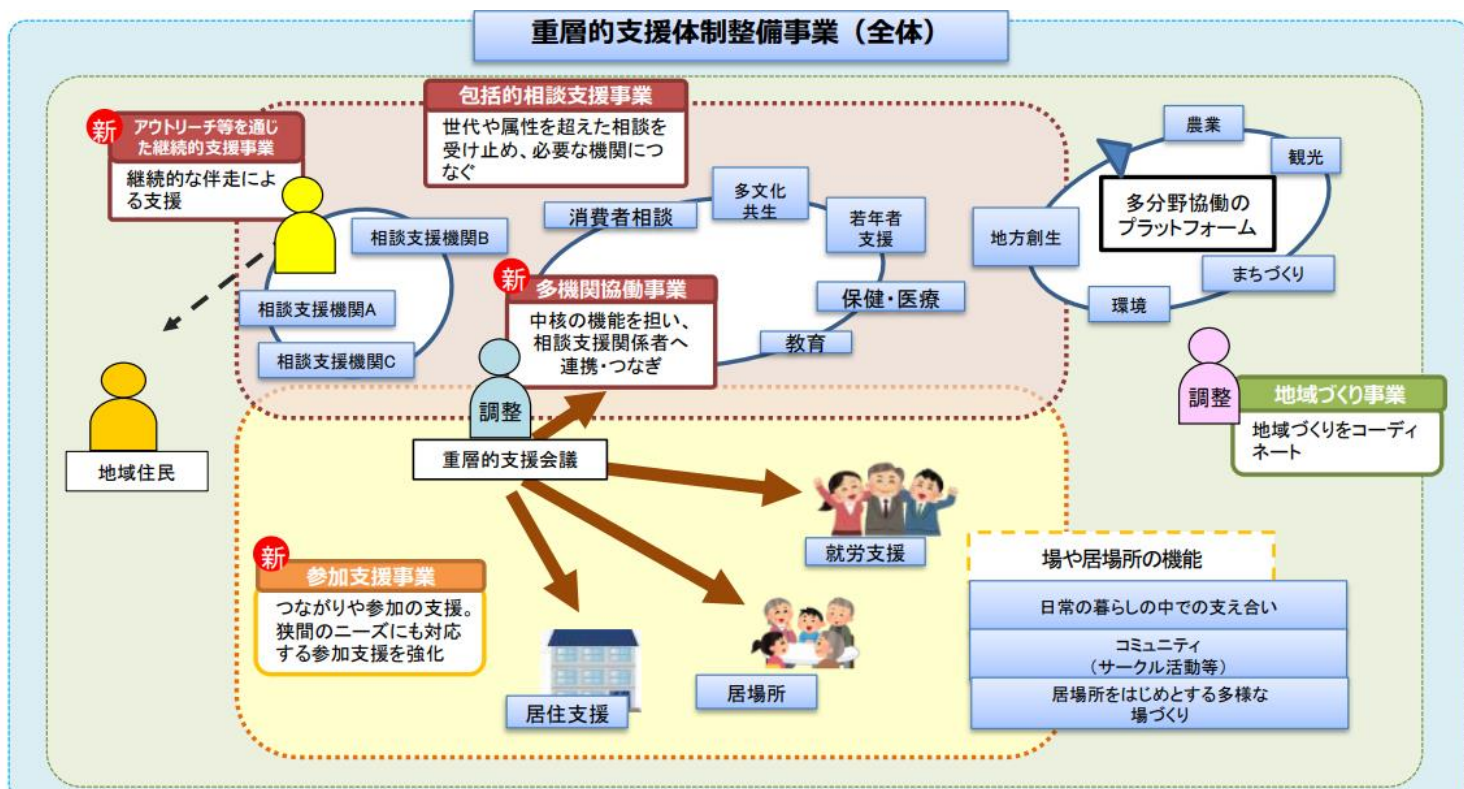 重層的支援体制整備事業（全体）
新
アウトリーチ等を通じ
た継続的支援事業
継続的な伴走によ
る支援
包括的相談支援事業
世代や属性を超えた相談を
受け止め、必要な機関につ
なぐ
相談支援機関B
相談支援機関A
相談支援機関C
消費者相談
多文化
共生
若年者
支援
保健・医療
教育
新
多機関協働事業
中核の機能を担い、
相談支援関係者へ
連携・つなぎ
調整
重層的支援会議
農業
観光
多分野協働の
プラットフォーム
地方創生
まちづくり
環境
調整
地域づくり事業
地域づくりをコーディ
ネート
地域住民
新
参加支援事業
つながりや参加の支援。
狭間のニーズにも対応
する参加支援を強化
就労支援
居場所
居住支援
場や居場所の機能
日常の暮らしの中での支え合い
コミュニティ
（サークル活動等）
居場所をはじめとする多様な
場づくり